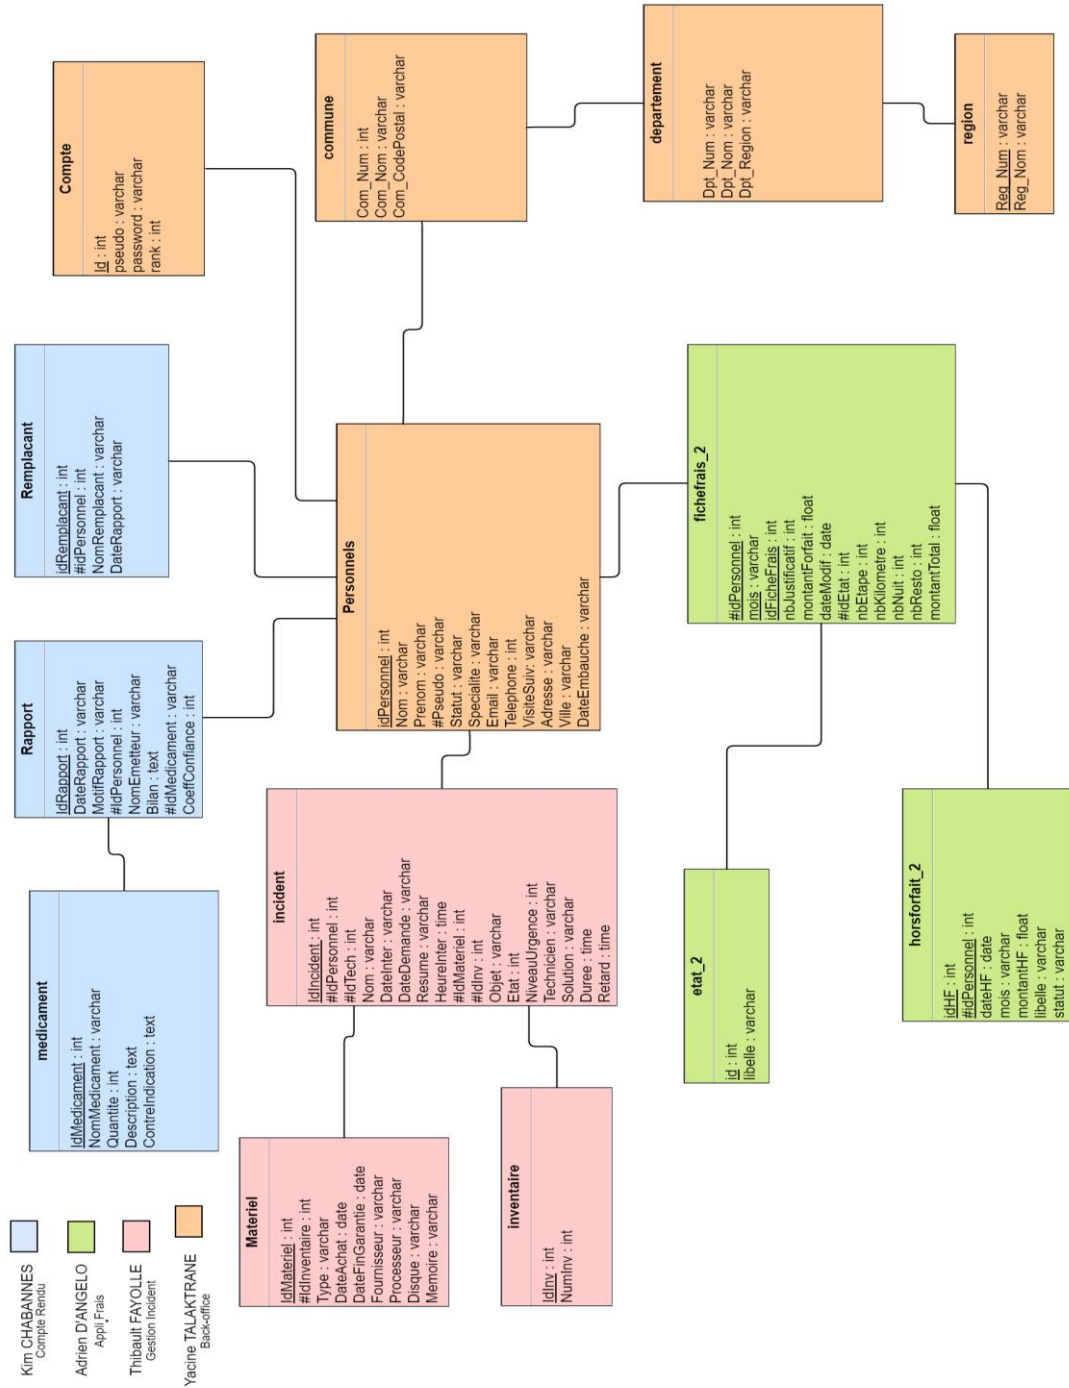 Kim CHABANNES
Compte Rendu
Adrien D'ANGELO
Appli Frais
Thibault FAYOLLE
Gestion Incident
Yacine TALAKTRANE
Back-office
medicament
IdMedicament : int
NomMedicament : varchar
Quantite : int
Description : text
ContreIndication : text
Rapport
IdRapport : int
DateRapport : varchar
MotifRapport : varchar
#IdPersonnel : int
NomEmetteur : varchar
Bilan : text
#IdMedicament : varchar
CoeffConfiance : int
Remplacant
idRemplacant : int
#idPersonnel : int
NomRemplacant : varchar
DateRapport : varchar
Compte
Id : int
pseudo : varchar
password : varchar
rank : int
Materiel
IdMateriel : int
#IdInventaire : int
Type : varchar
DateAchat : date
DateFinGarantie : date
Fournisseur : varchar
Processeur : varchar
Disque : varchar
Memoire : varchar
incident
IdIncident : int
#IdPersonnel : int
#IdTech : int
Nom : varchar
DateInter : varchar
DateDemande : varchar
Resume : varchar
HeureInter : time
#IdMateriel : int
#IdInv : int
Objet : varchar
Etat : int
NiveauUrgence : int
Technicien : varchar
Solution : varchar
Duree : time
Retard : time
Personnels
idPersonnel : int
Nom : varchar
Prenom : varchar
#Pseudo : varchar
Statut : varchar
Specialite : varchar
Email : varchar
Telephone : int
VisiteSuiv: varchar
Adresse : varchar
Ville : varchar
DateEmbauche : varchar
commune
Com_Num : int
Com_Nom : varchar
Com_CodePostal : varchar
inventaire
IdInv : int
NumInv : int
departement
Dpt_Num : varchar
Dpt_Nom : varchar
Dpt_Region : varchar
etat_2
id : int
libelle : varchar
fichefrais_2
#idPersonnel : int
mois : varchar
idFicheFrais : int
nbJustificatif : int
montantForfait : float
dateModif : date
#idEtat : int
nbEtape : int
nbKilometre : int
nbNuit : int
nbResto : int
montantTotal : float
region
Reg_Num : varchar
Reg_Nom : varchar
horsforfait_2
idHF : int
#idPersonnel : int
dateHF : date
mois : varchar
montantHF : float
libelle : varchar
statut : varchar